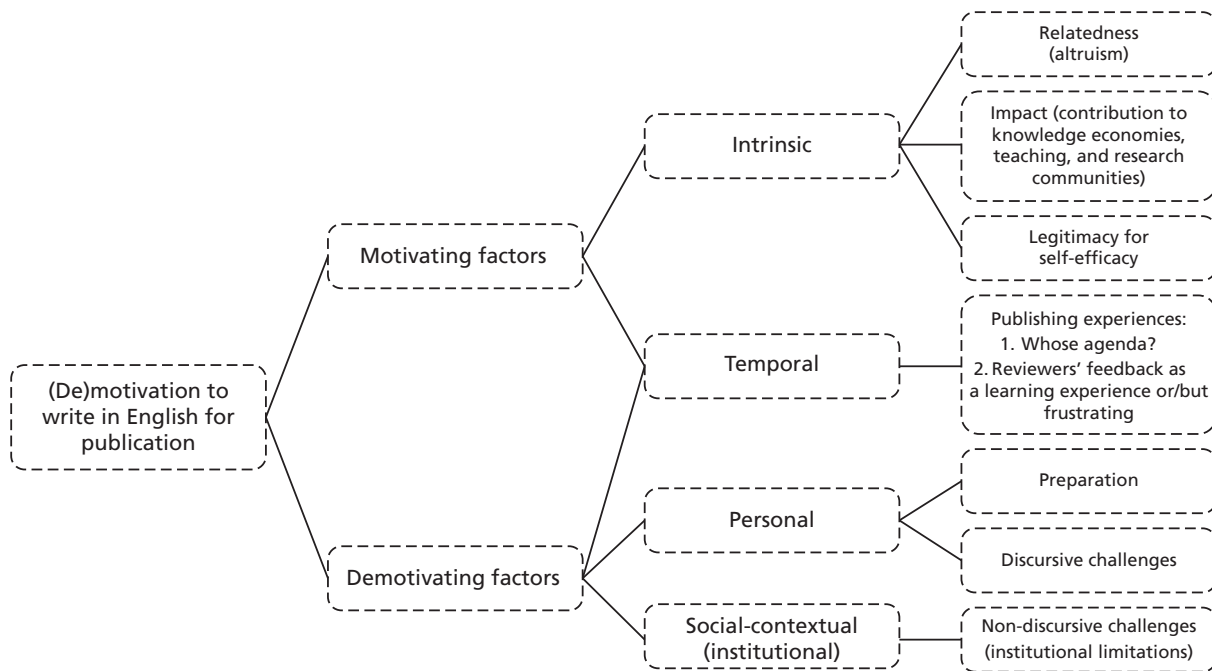 (De)motivation to
write in English for
publication
Motivating factors
Demotivating factors
Intrinsic
Temporal
Personal
Social-contextual
(institutional)
Relatedness
(altruism)
Impact (contribution to
knowledge economies,
teaching, and research
communities)
Legitimacy for
self-efficacy
Publishing experiences:
1. Whose agenda?
2. Reviewers’ feedback as
a learning experience or/but
frustrating
Preparation
Discursive challenges
Non-discursive challenges
(institutional limitations)